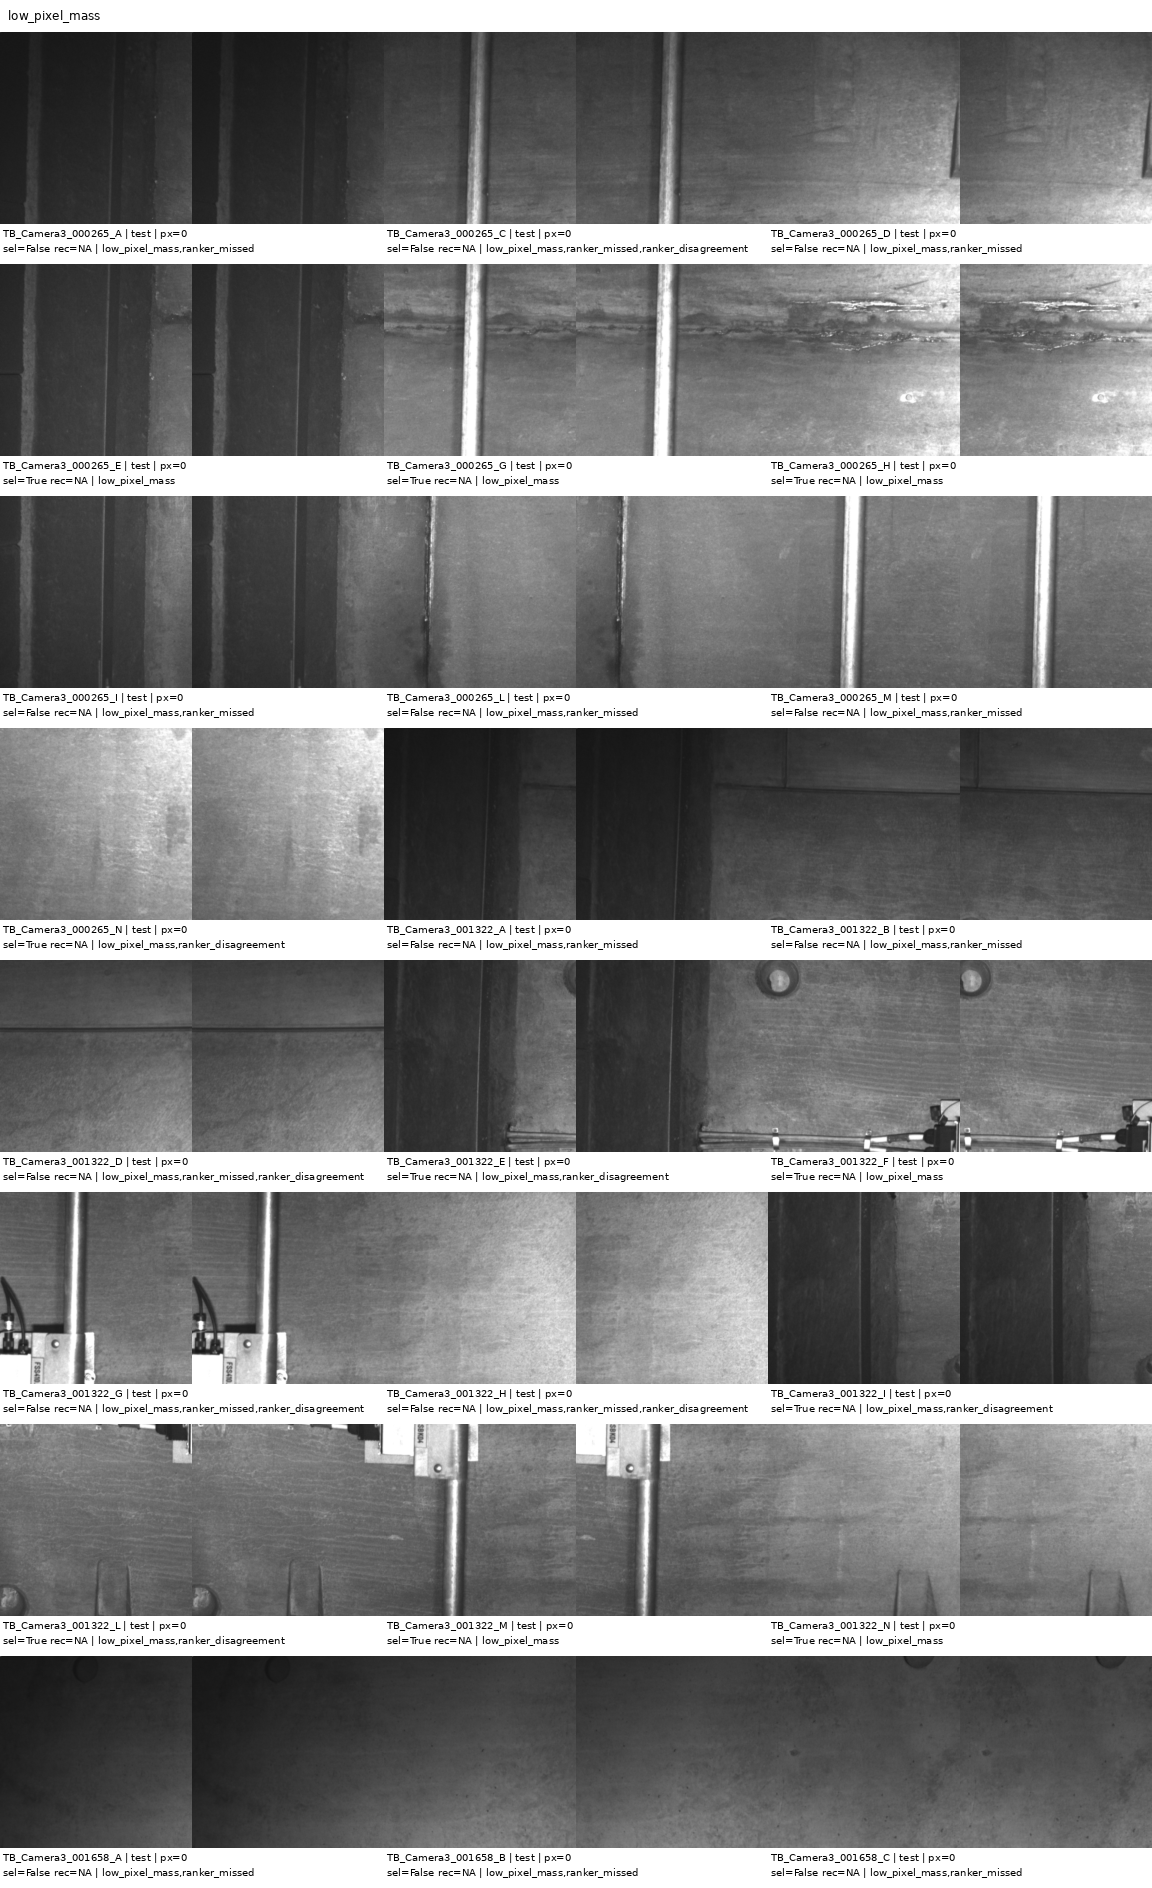 low_pixel_mass
TB_Camera3_000265_A | test | px=0
sel=False rec=NA | low_pixel_mass,ranker_missed
TB_Camera3_000265_C | test | px=0
sel=False rec=NA | low_pixel_mass,ranker_missed,ranker_disagreement
TB_Camera3_000265_D | test | px=0
sel=False rec=NA | low_pixel_mass,ranker_missed
TB_Camera3_000265_E | test | px=0
sel=True rec=NA | low_pixel_mass
TB_Camera3_000265_G | test | px=0
sel=True rec=NA | low_pixel_mass
TB_Camera3_000265_H | test | px=0
sel=True rec=NA | low_pixel_mass
TB_Camera3_000265_I | test | px=0
sel=False rec=NA | low_pixel_mass,ranker_missed
TB_Camera3_000265_L | test | px=0
sel=False rec=NA | low_pixel_mass,ranker_missed
TB_Camera3_000265_M | test | px=0
sel=False rec=NA | low_pixel_mass,ranker_missed
TB_Camera3_000265_N | test | px=0
sel=True rec=NA | low_pixel_mass,ranker_disagreement
TB_Camera3_001322_A | test | px=0
sel=False rec=NA | low_pixel_mass,ranker_missed
TB_Camera3_001322_B | test | px=0
sel=False rec=NA | low_pixel_mass,ranker_missed
TB_Camera3_001322_D | test | px=0
sel=False rec=NA | low_pixel_mass,ranker_missed,ranker_disagreement
TB_Camera3_001322_E | test | px=0
sel=True rec=NA | low_pixel_mass,ranker_disagreement
TB_Camera3_001322_F | test | px=0
sel=True rec=NA | low_pixel_mass
TB_Camera3_001322_G | test | px=0
sel=False rec=NA | low_pixel_mass,ranker_missed,ranker_disagreement
TB_Camera3_001322_H | test | px=0
sel=False rec=NA | low_pixel_mass,ranker_missed,ranker_disagreement
TB_Camera3_001322_I | test | px=0
sel=True rec=NA | low_pixel_mass,ranker_disagreement
TB_Camera3_001322_L | test | px=0
sel=True rec=NA | low_pixel_mass,ranker_disagreement
TB_Camera3_001322_M | test | px=0
sel=True rec=NA | low_pixel_mass
TB_Camera3_001322_N | test | px=0
sel=True rec=NA | low_pixel_mass
TB_Camera3_001658_A | test | px=0
sel=False rec=NA | low_pixel_mass,ranker_missed
TB_Camera3_001658_B | test | px=0
sel=False rec=NA | low_pixel_mass,ranker_missed
TB_Camera3_001658_C | test | px=0
sel=False rec=NA | low_pixel_mass,ranker_missed